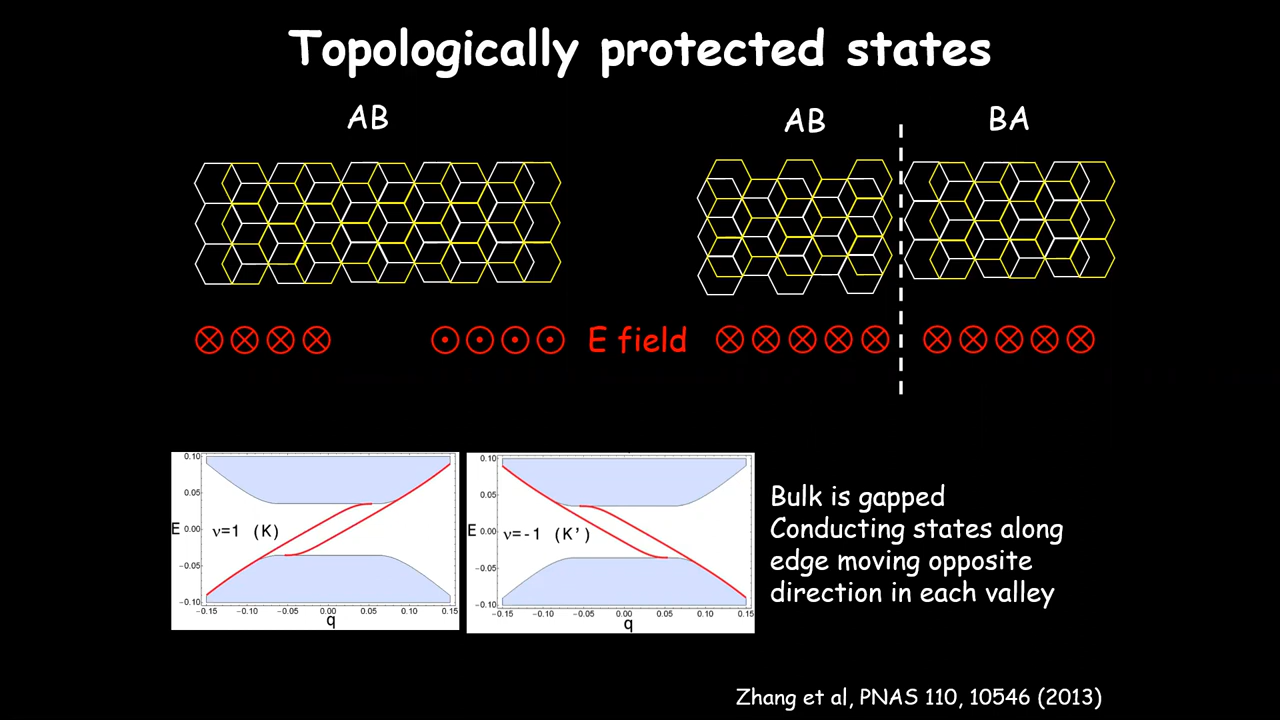 Topologically protected states
AB
AB
BA
E field
0.10
0.05
0.00
-0.05
-0.10
E
ν=1 (K)
-0.15 -0.10 -0.05 0.00 0.05 0.10 0.15
q
0.10
0.05
0.00
-0.05
-0.10
E
ν=-1 (K')
-0.15 -0.10 -0.05 0.00 0.05 0.10 0.15
q
Bulk is gapped
Conducting states along
edge moving opposite
direction in each valley
Zhang et al, PNAS 110, 10546 (2013)